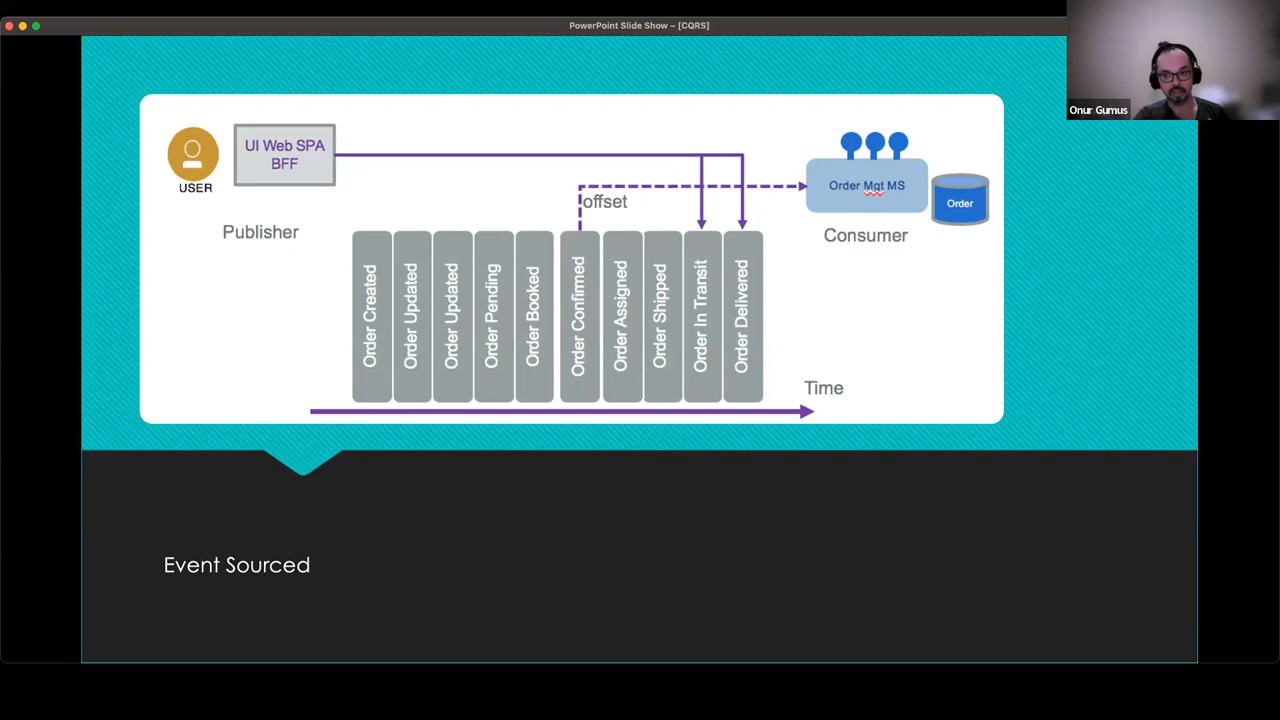 PowerPoint Slide Show – [CQRS]
Onur Gumus
UI Web SPA
BFF
USER
Publisher
offset
Order Mgt MS
Order
Consumer
Order Created
Order Updated
Order Updated
Order Pending
Order Booked
Order Confirmed
Order Assigned
Order Shipped
Order In Transit
Order Delivered
Time
Event Sourced